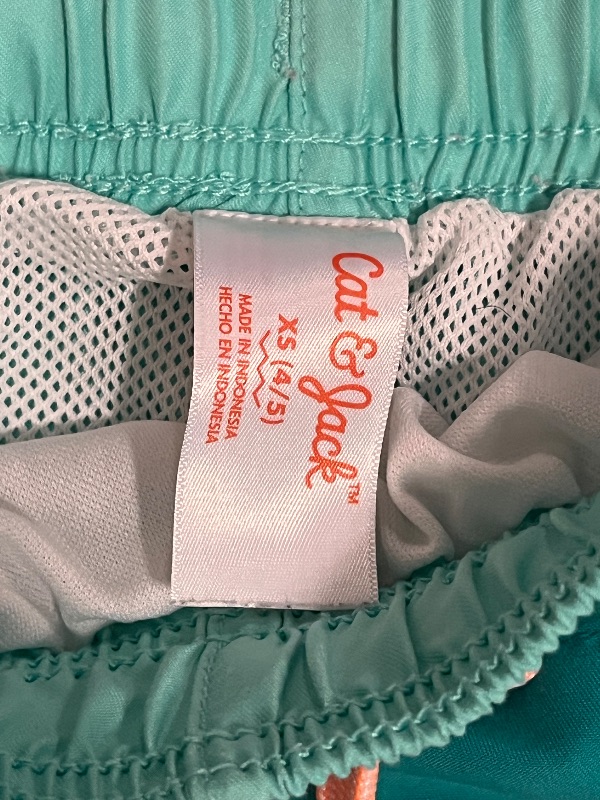 Cat & Jack™
XS (4/5)
MADE IN INDONESIA
HECHO EN INDONESIA